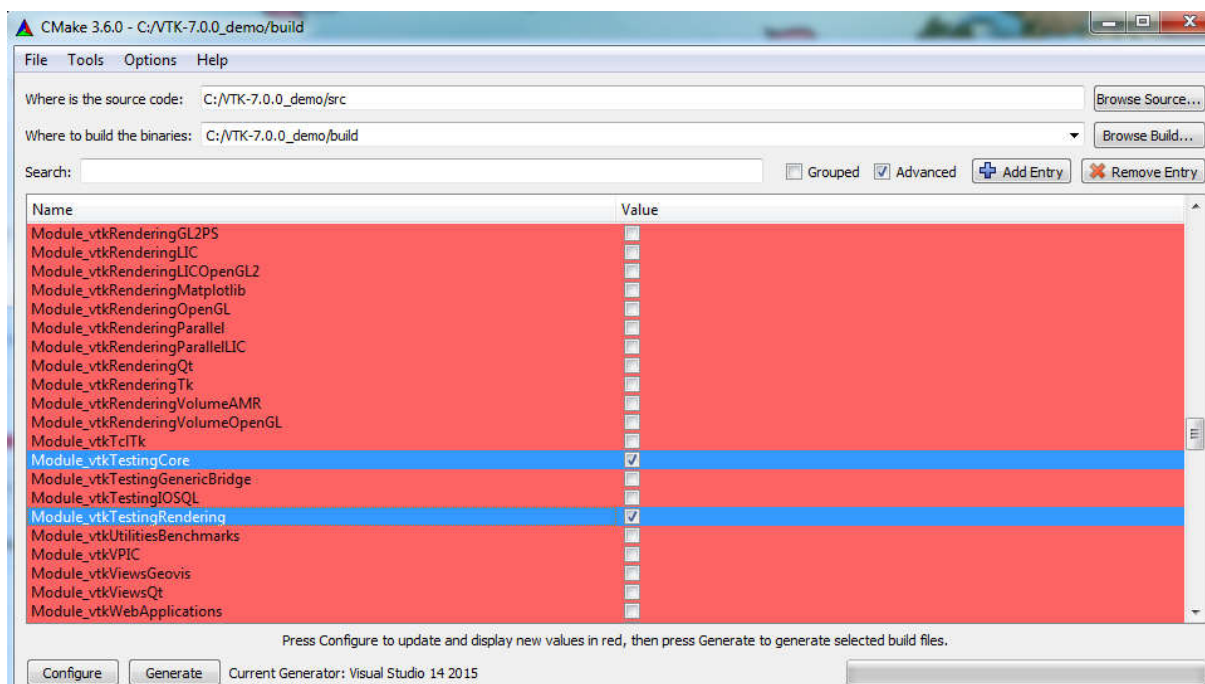 CMake 3.6.0 - C:/VTK-7.0.0_demo/build
File Tools Options Help
Where is the source code: C:/VTK-7.0.0_demo/src Browse Source...
Where to build the binaries: C:/VTK-7.0.0_demo/build Browse Build...
Search: Grouped Advanced Add Entry Remove Entry
Name Value
Module_vtkRenderingGL2PS
Module_vtkRenderingLIC
Module_vtkRenderingLICOpenGL2
Module_vtkRenderingMatplotlib
Module_vtkRenderingOpenGL
Module_vtkRenderingParallel
Module_vtkRenderingParallelLIC
Module_vtkRenderingQt
Module_vtkRenderingTk
Module_vtkRenderingVolumeAMR
Module_vtkRenderingVolumeOpenGL
Module_vtkTclTk
Module_vtkTestingCore
Module_vtkTestingGenericBridge
Module_vtkTestingIOSQL
Module_vtkTestingRendering
Module_vtkUtilitiesBenchmarks
Module_vtkVPIC
Module_vtkViewsGeovis
Module_vtkViewsQt
Module_vtkWebApplications
Press Configure to update and display new values in red, then press Generate to generate selected build files.
Configure Generate Current Generator: Visual Studio 14 2015